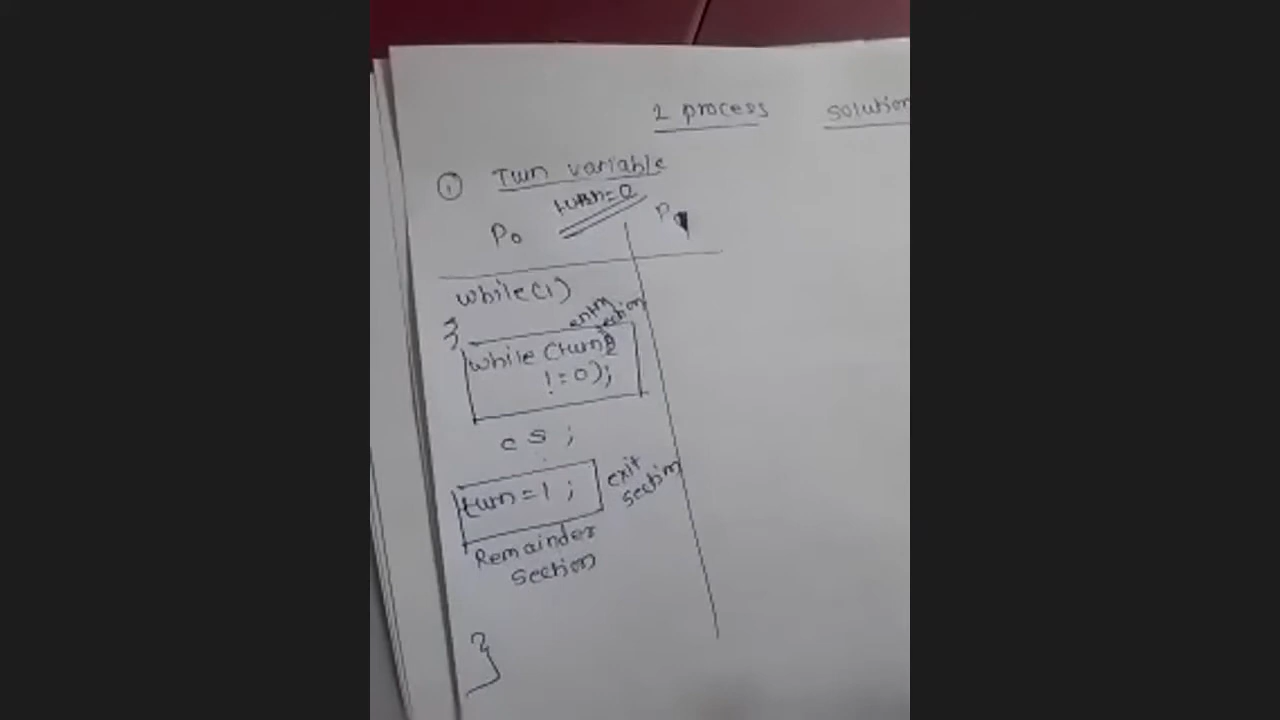 2 process solution
① Turn variable
turn=0
P0
while(1)
{
entry
section
while (turn
!=0);
cs;
turn=1;
exit
section
Remainder
section
}